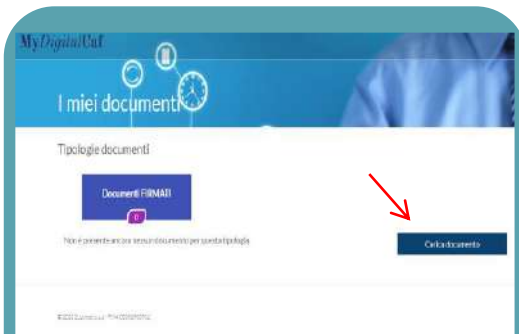 MyDigitalCaf
I miei documenti
Tipologie documenti
Documenti FIRMATI
0
Non è presente ancora nessun documento per questa tipologia
Carica documento